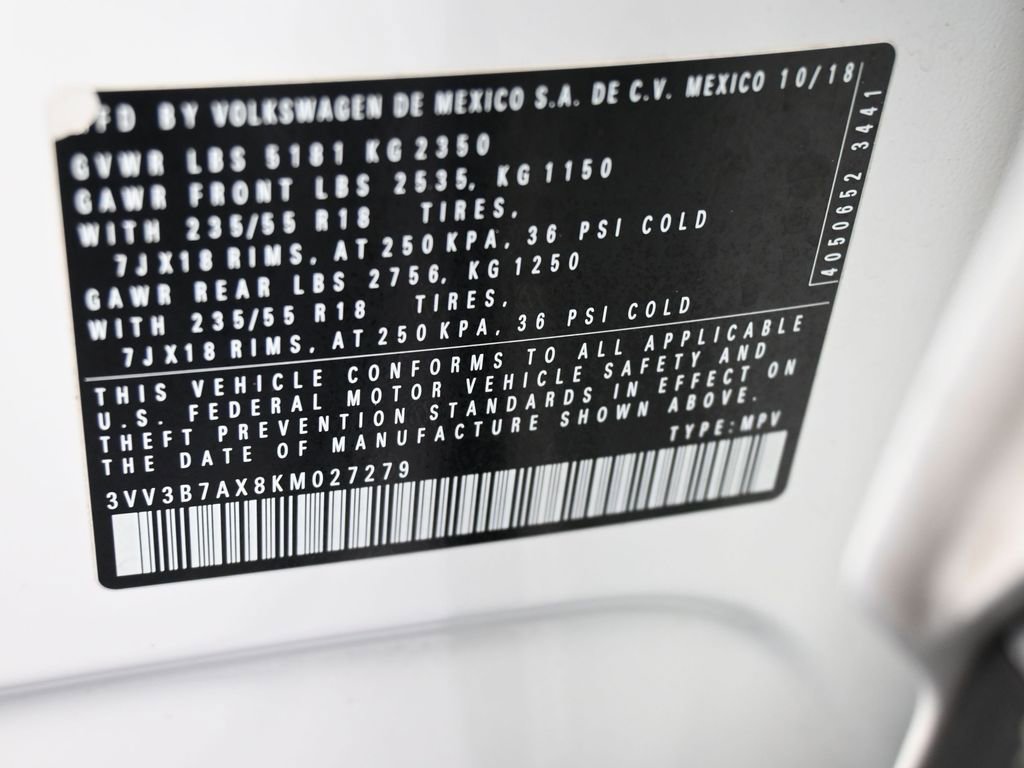 MFD BY VOLKSWAGEN DE MEXICO S.A. DE C.V. MEXICO 10/18
GVWR LBS 5181 KG 2350
GAWR FRONT LBS 2535, KG 1150
WITH 235/55 R18 TIRES,
7JX18 RIMS, AT 250 KPA, 36 PSI COLD
GAWR REAR LBS 2756, KG 1250
WITH 235/55 R18 TIRES,
7JX18 RIMS, AT 250 KPA, 36 PSI COLD
4050652 3441
THIS VEHICLE CONFORMS TO ALL APPLICABLE
U.S. FEDERAL MOTOR VEHICLE SAFETY AND
THEFT PREVENTION STANDARDS IN EFFECT ON
THE DATE OF MANUFACTURE SHOWN ABOVE.
TYPE: MPV
3VV3B7AX8KM027279